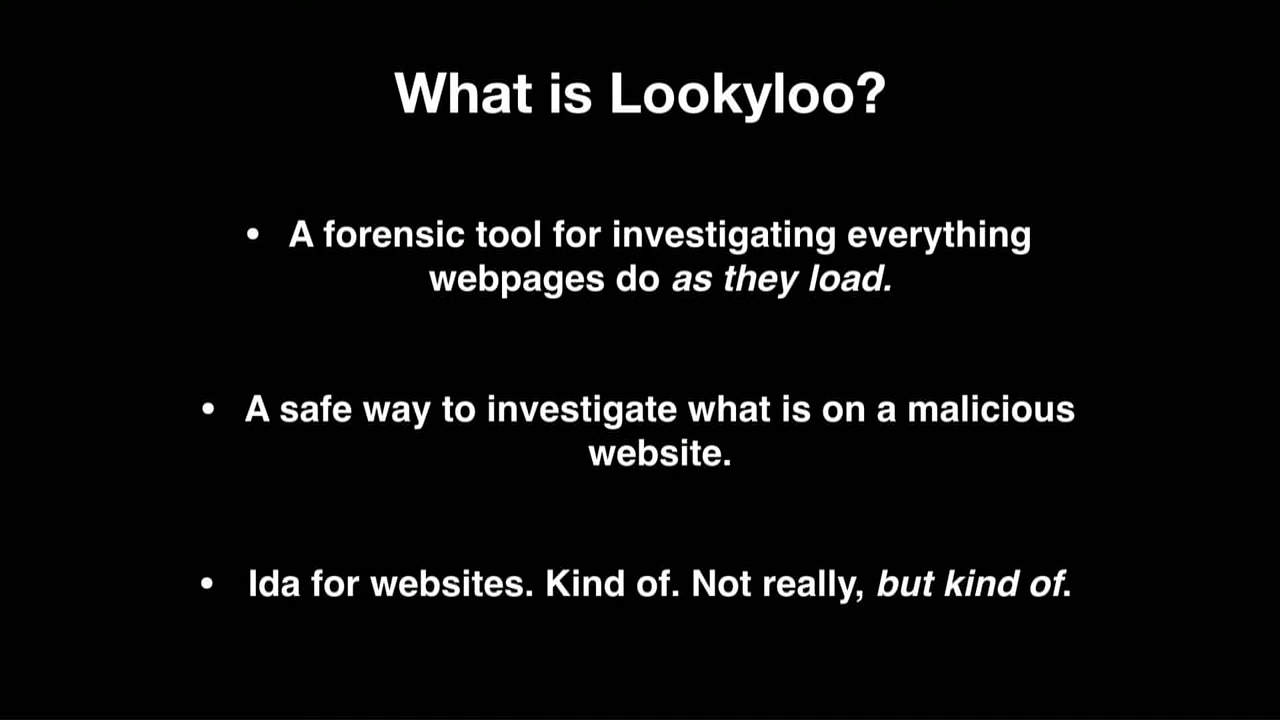 What is Lookyloo?
• A forensic tool for investigating everything
webpages do as they load.
• A safe way to investigate what is on a malicious
website.
• Ida for websites. Kind of. Not really, but kind of.